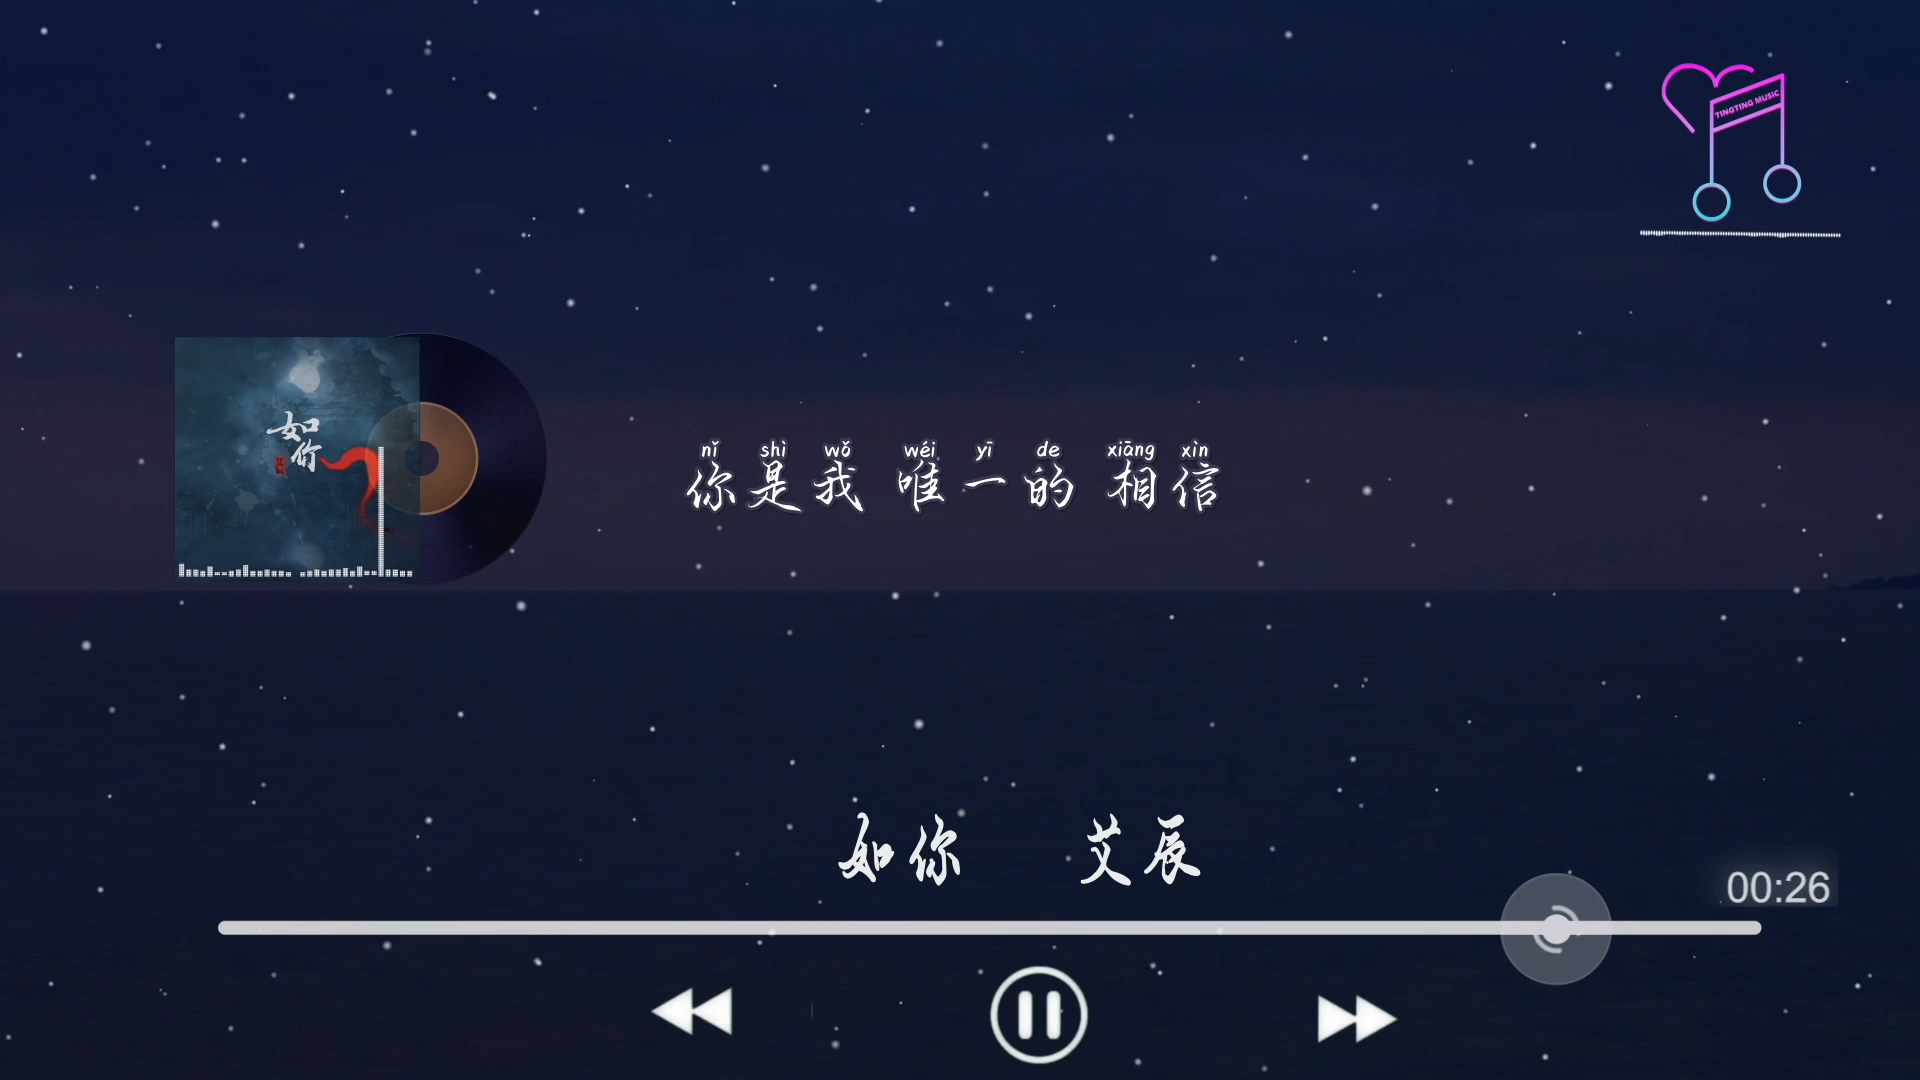 TINGTING MUSIC
如
你
nǐ shì wǒ wéi yī de xiāng xìn
你是我 唯一的 相信
如你 艾辰
00:26